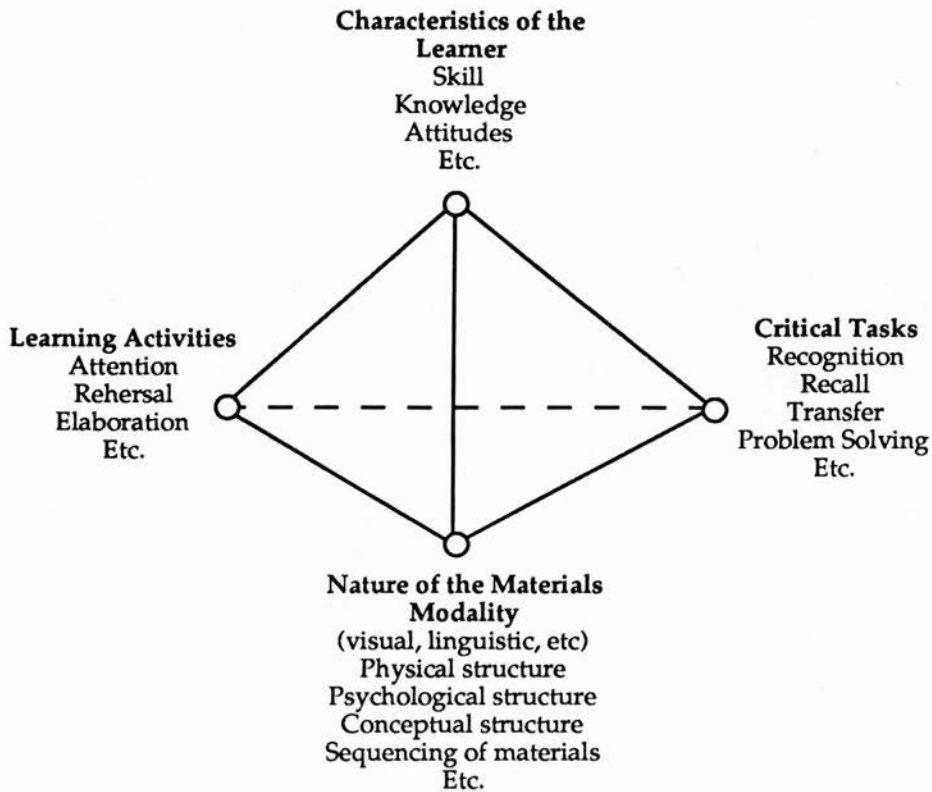 Characteristics of the
Learner
Skill
Knowledge
Attitudes
Etc.
Learning Activities
Attention
Rehersal
Elaboration
Etc.
Critical Tasks
Recognition
Recall
Transfer
Problem Solving
Etc.
Nature of the Materials
Modality
(visual, linguistic, etc)
Physical structure
Psychological structure
Conceptual structure
Sequencing of materials
Etc.